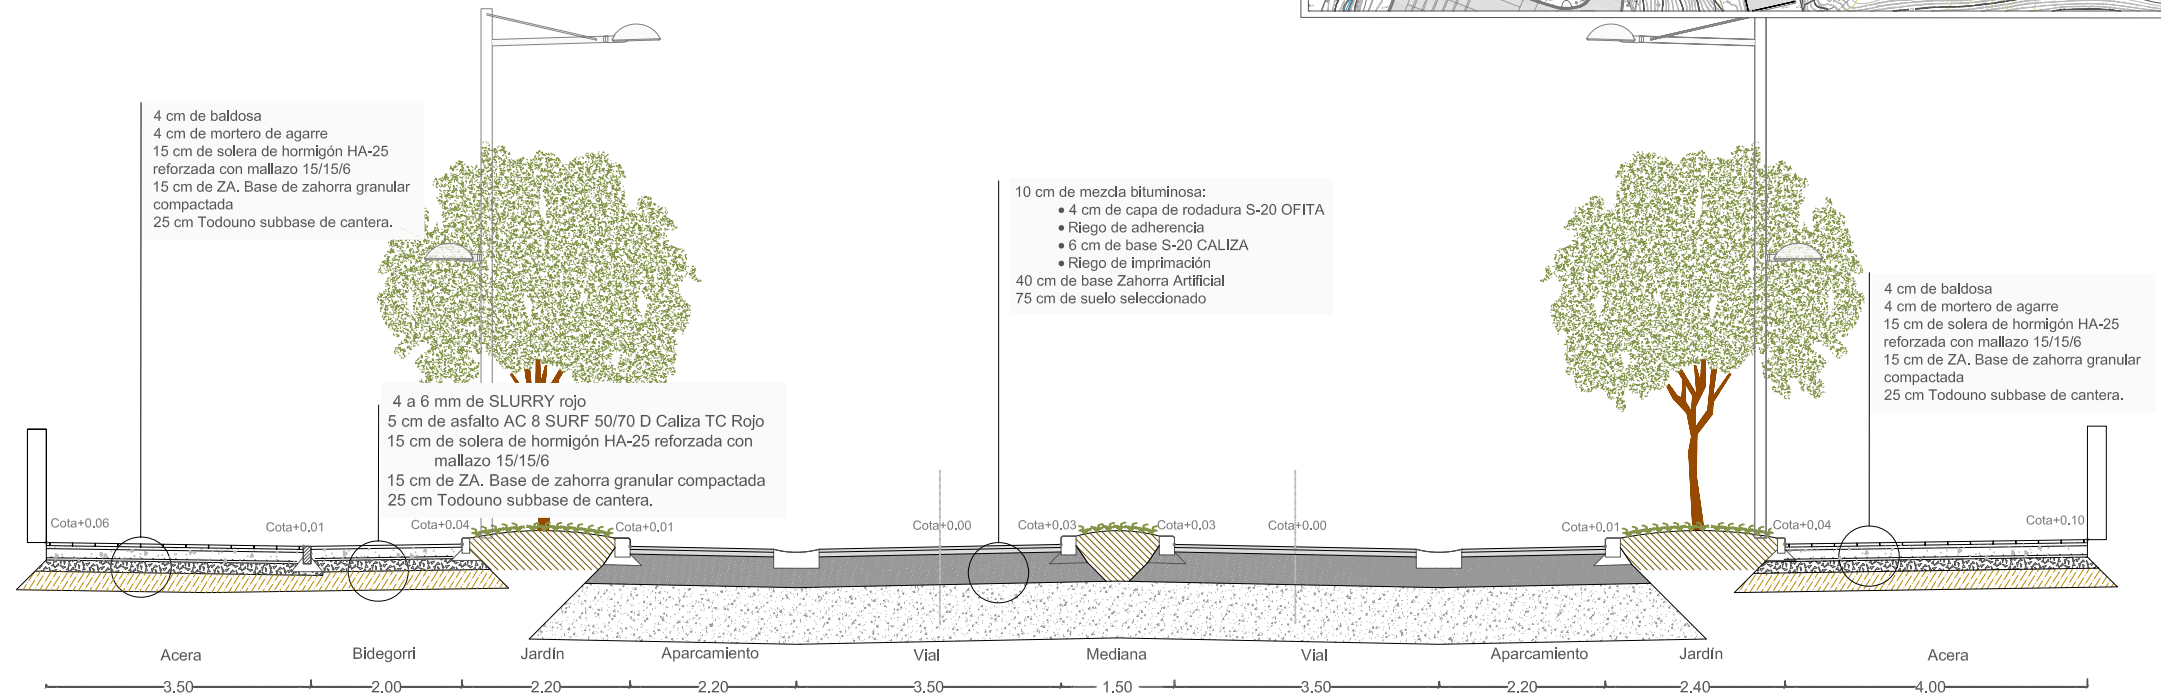 4 cm de baldosa
4 cm de mortero de agarre
15 cm de solera de hormigón HA-25
reforzada con mallazo 15/15/6
15 cm de ZA. Base de zahorra granular
compactada
25 cm Todouno subbase de cantera.
10 cm de mezcla bituminosa:
• 4 cm de capa de rodadura S-20 OFITA
• Riego de adherencia
• 6 cm de base S-20 CALIZA
• Riego de imprimación
40 cm de base Zahorra Artificial
75 cm de suelo seleccionado
4 cm de baldosa
4 cm de mortero de agarre
15 cm de solera de hormigón HA-25
reforzada con mallazo 15/15/6
15 cm de ZA. Base de zahorra granular
compactada
25 cm Todouno subbase de cantera.
4 a 6 mm de SLURRY rojo
5 cm de asfalto AC 8 SURF 50/70 D Caliza TC Rojo
15 cm de solera de hormigón HA-25 reforzada con
mallazo 15/15/6
15 cm de ZA. Base de zahorra granular compactada
25 cm Todouno subbase de cantera.
Cota+0.06 Cota+0.01 Cota+0.04 Cota+0.01 Cota+0.00 Cota+0.03 Cota+0.03 Cota+0.00 Cota+0.01 Cota+0.04 Cota+0.10
Acera Bidegorri Jardín Aparcamiento Vial Mediana Vial Aparcamiento Jardín Acera
3.50 2.00 2.20 2.20 3.50 1.50 3.50 2.20 2.40 4.00